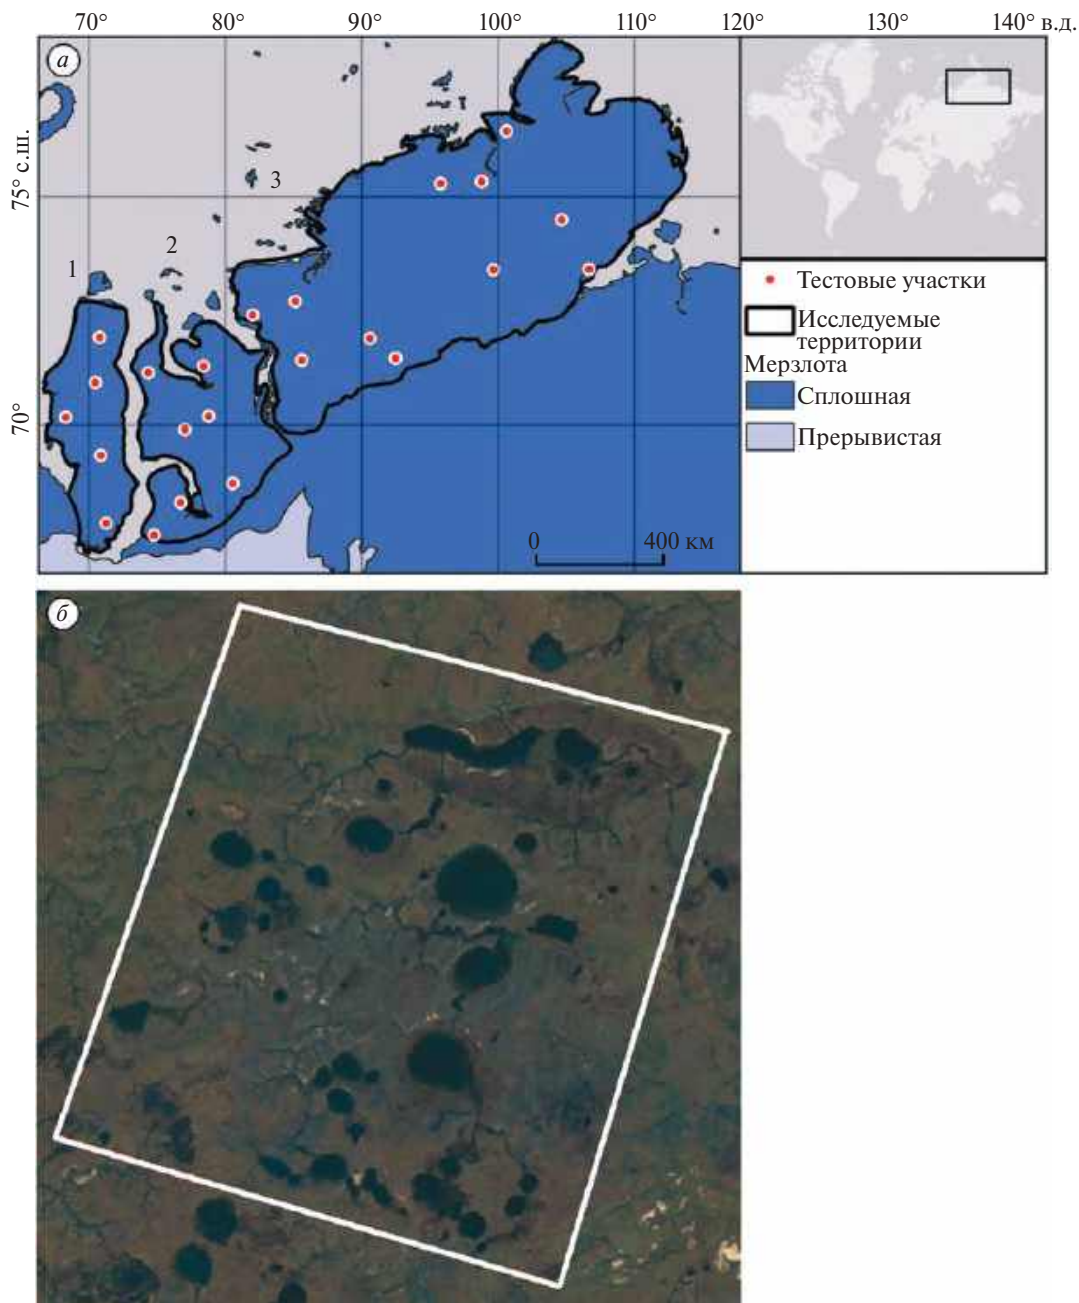 70° 80° 90° 100° 110° 120° 130° 140° в.д.
а
75° с.ш.
70°
1
2
3
0 400 км
Тестовые участки
Исследуемые
территории
Мерзлота
Сплошная
Прерывистая
б